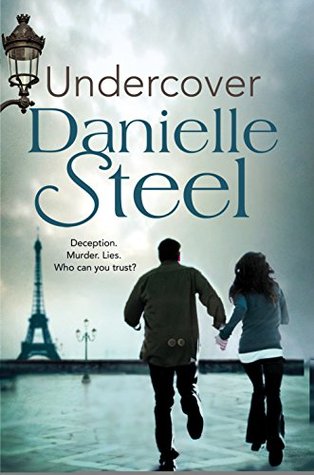 Undercover
Danielle
Steel
Deception.
Murder. Lies.
Who can you trust?